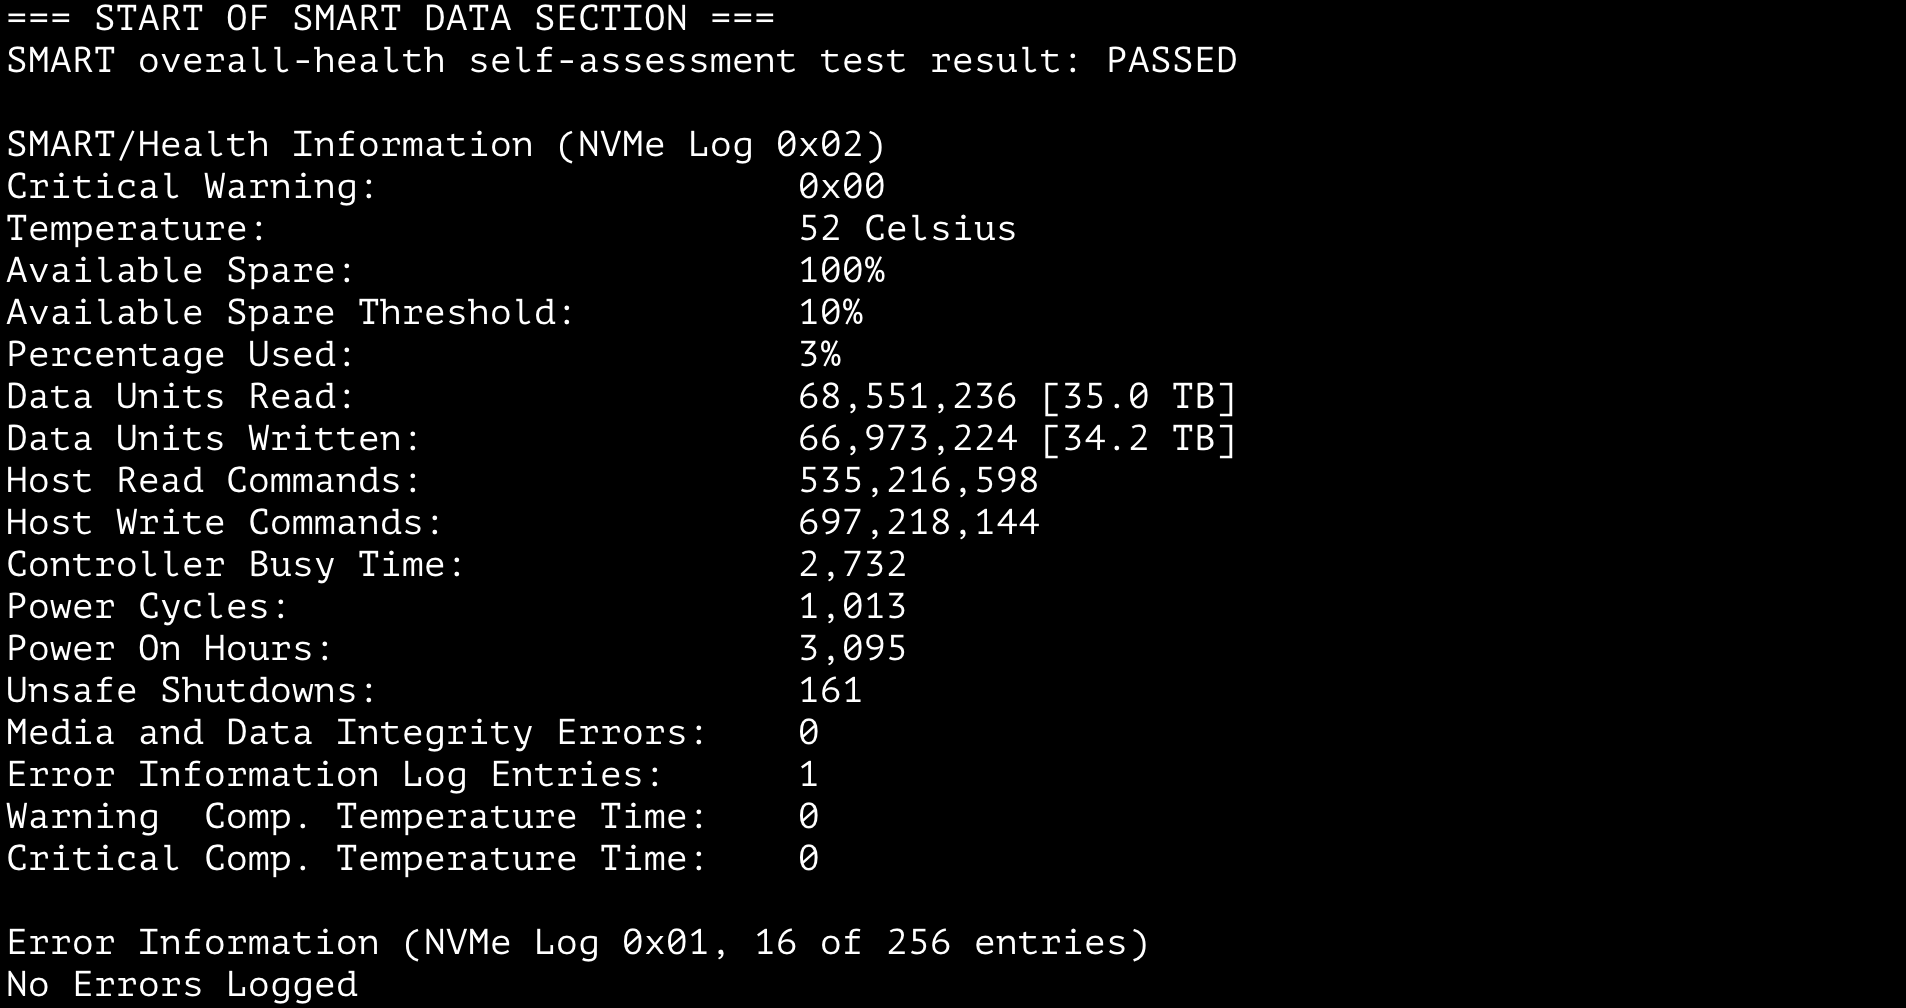 === START OF SMART DATA SECTION ===
SMART overall-health self-assessment test result: PASSED

SMART/Health Information (NVMe Log 0x02)
Critical Warning:                   0x00
Temperature:                        52 Celsius
Available Spare:                    100%
Available Spare Threshold:          10%
Percentage Used:                    3%
Data Units Read:                    68,551,236 [35.0 TB]
Data Units Written:                 66,973,224 [34.2 TB]
Host Read Commands:                 535,216,598
Host Write Commands:                697,218,144
Controller Busy Time:               2,732
Power Cycles:                       1,013
Power On Hours:                     3,095
Unsafe Shutdowns:                   161
Media and Data Integrity Errors:    0
Error Information Log Entries:      1
Warning  Comp. Temperature Time:    0
Critical Comp. Temperature Time:    0

Error Information (NVMe Log 0x01, 16 of 256 entries)
No Errors Logged